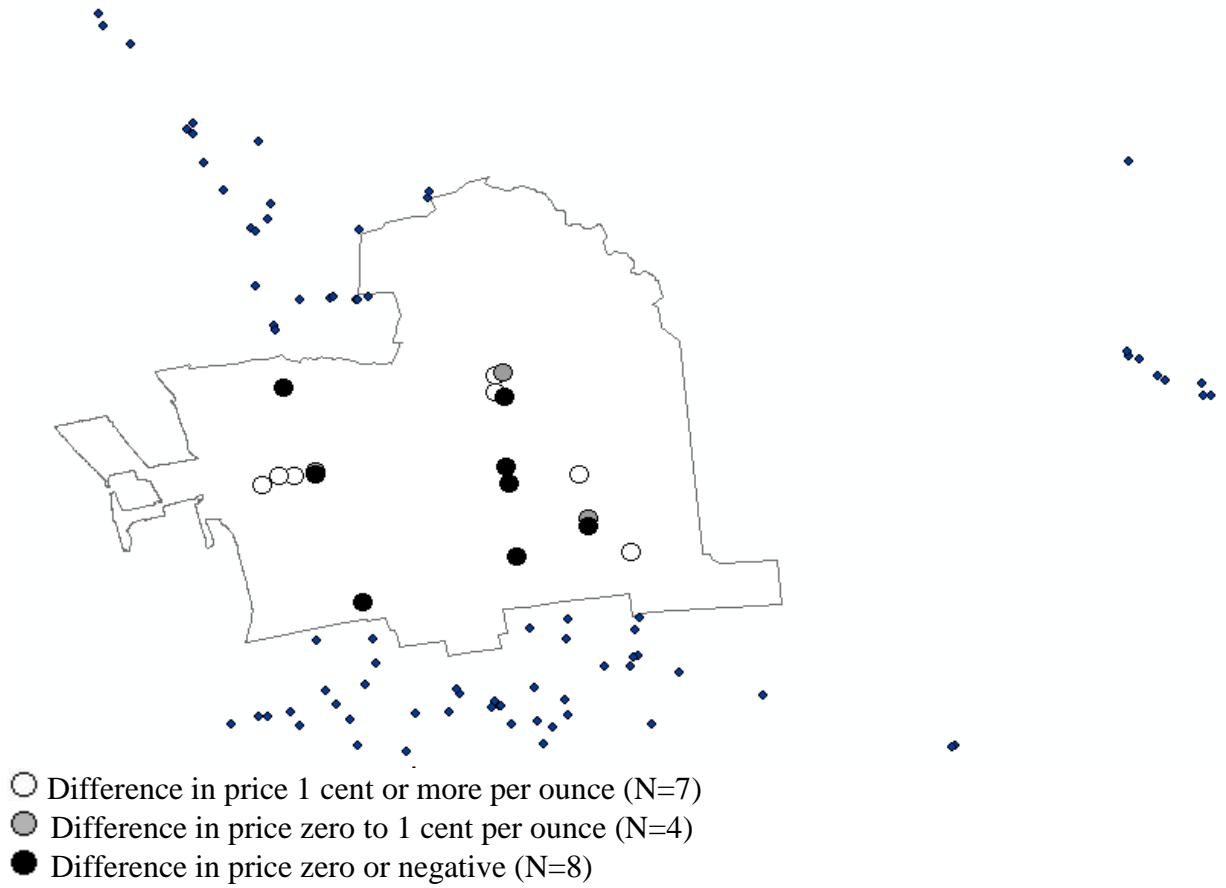 Difference in price 1 cent or more per ounce (N=7)
Difference in price zero to 1 cent per ounce (N=4)
Difference in price zero or negative (N=8)